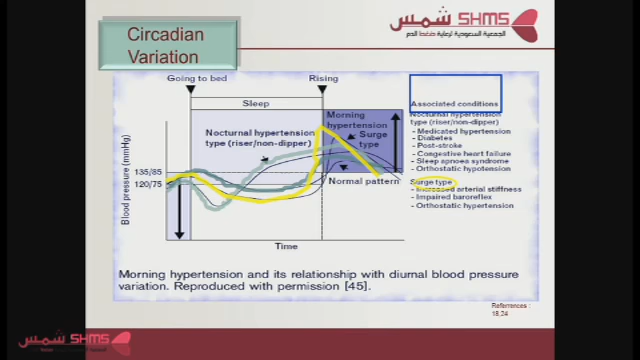 Circadian
Variation
شمس SHMS
الجمعية السعودية لرعاية ضغط الدم
Going to bed
Rising
Sleep
Associated conditions
Nocturnal hypertension
type (riser/non-dipper)
Morning
hypertension
Surge
type
Normal pattern
135/85
120/75
Blood pressure (mmHg)
Time
Nocturnal hypertension
type (riser/non-dipper)
- Medicated hypertension
- Diabetes
- Post-stroke
- Congestive heart failure
- Sleep apnoea syndrome
- Orthostatic hypotension
Surge type
- Increased arterial stiffness
- Impaired baroreflex
- Orthostatic hypertension
Morning hypertension and its relationship with diurnal blood pressure
variation. Reproduced with permission [45].
Referrences :
18,24
شمس SHMS